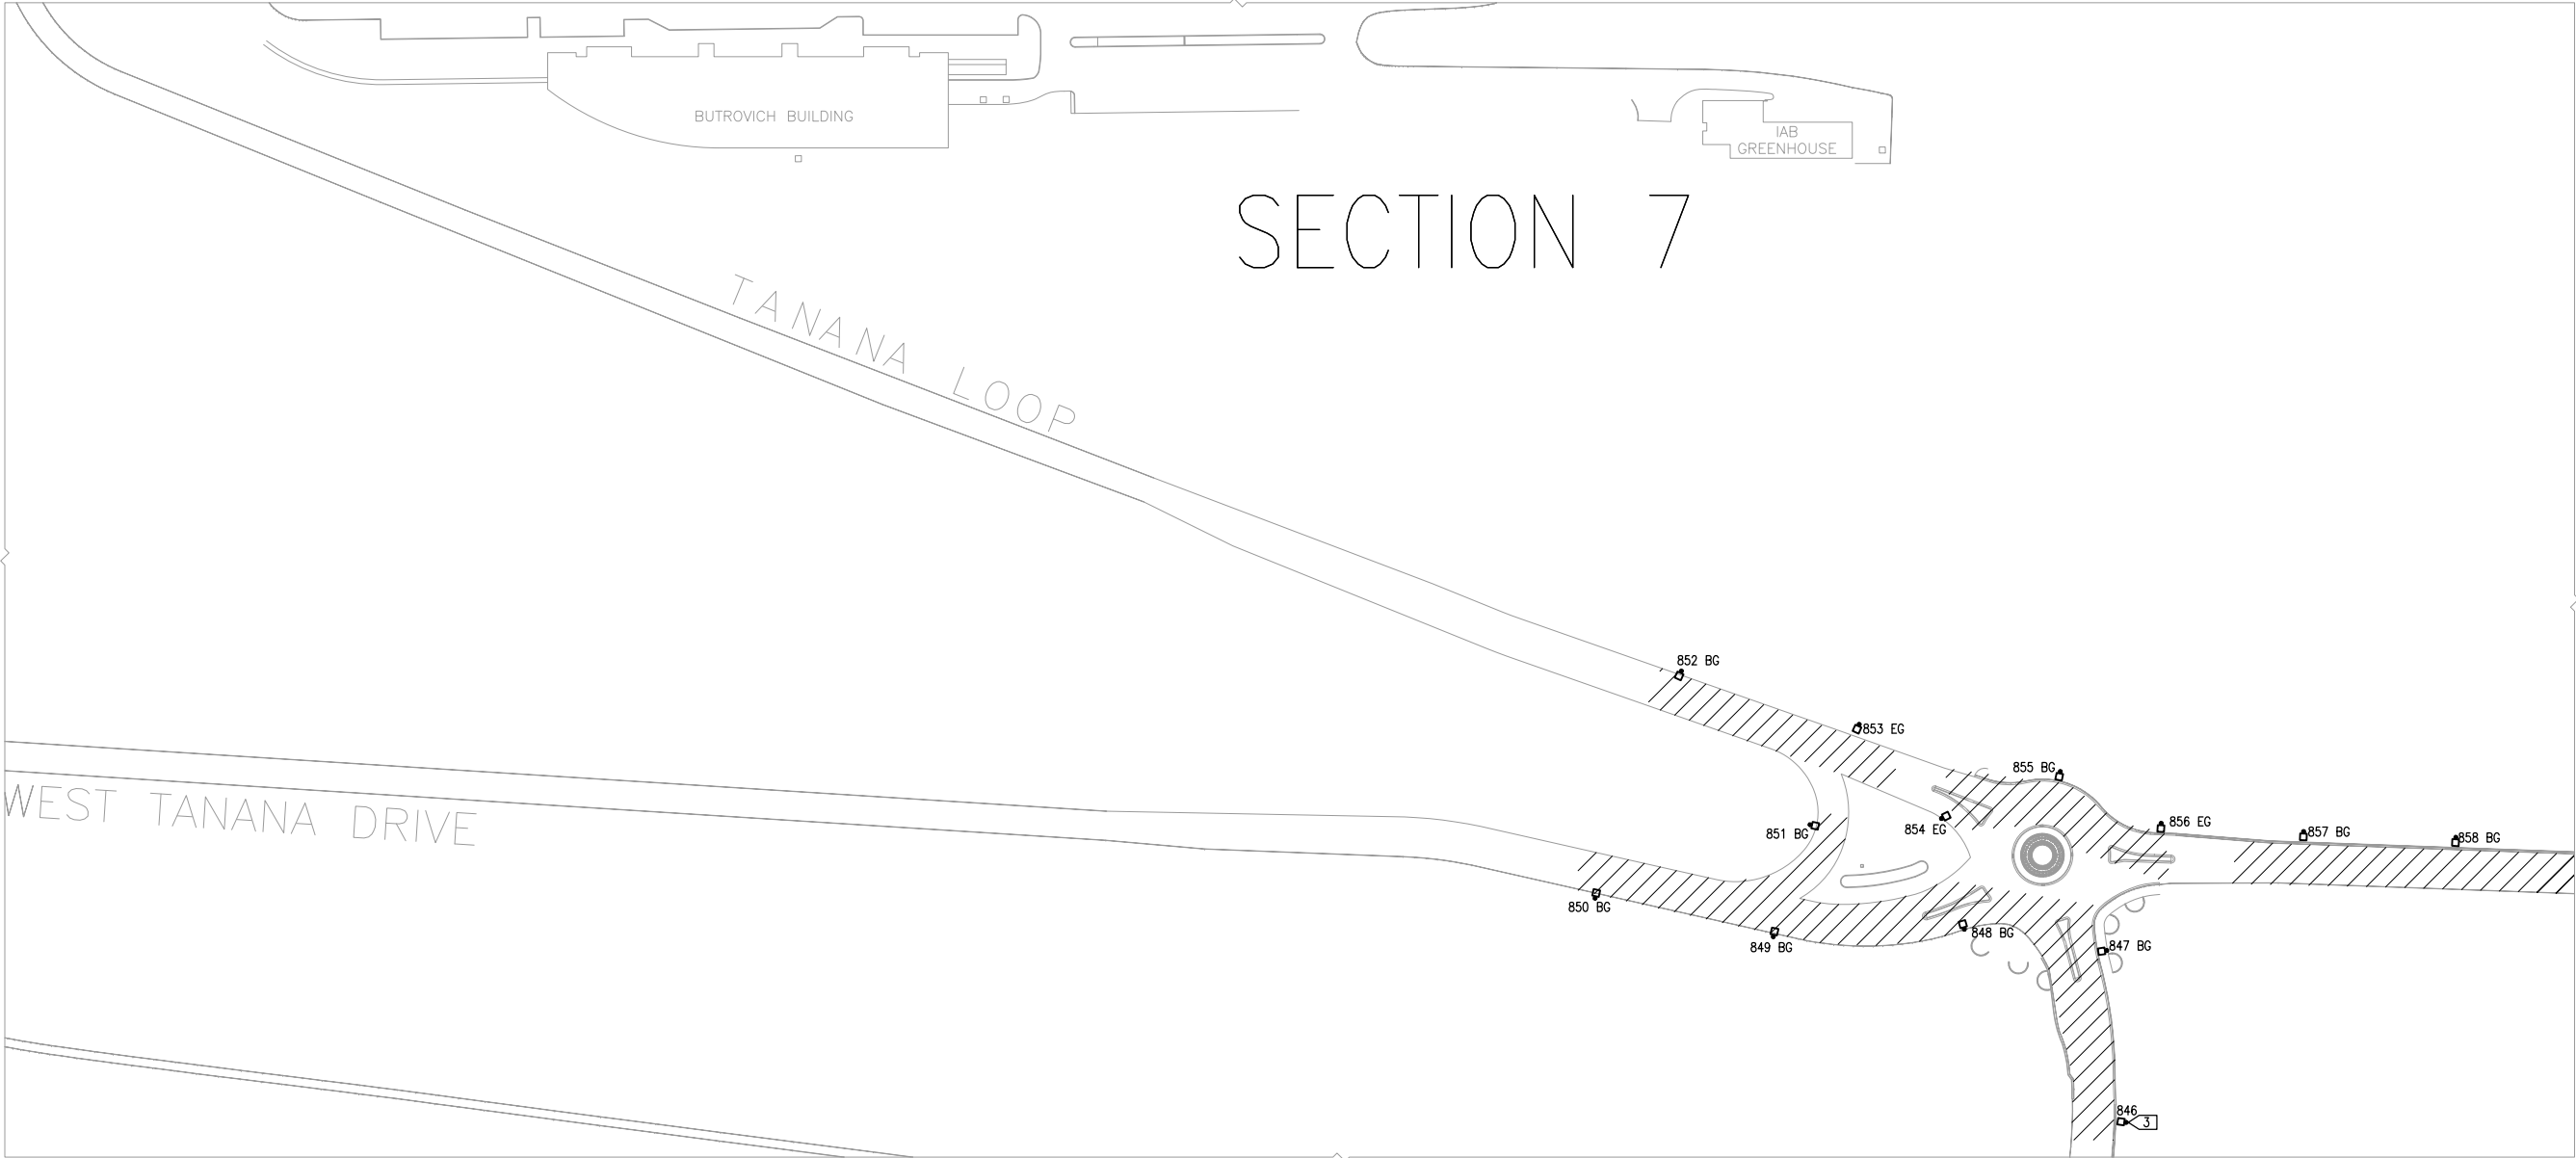 BUTROVICH BUILDING
IAB
GREENHOUSE
SECTION 7
TANANA LOOP
852 BG
853 EG
855 BG
WEST TANANA DRIVE
856 EG
854 EG
851 BG
857 BG
858 BG
850 BG
848 BG
849 BG
847 BG
846
3